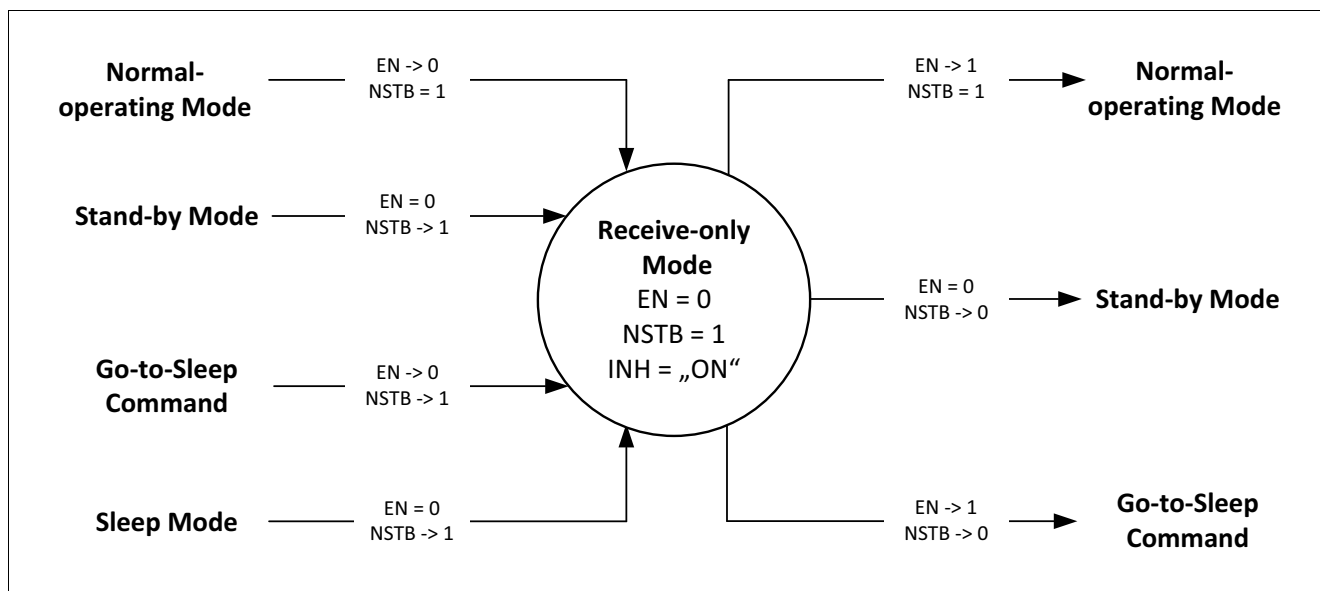 Normal-
operating Mode
EN -> 0
NSTB = 1
Stand-by Mode
EN = 0
NSTB -> 1
Go-to-Sleep
Command
EN -> 0
NSTB -> 1
Sleep Mode
EN = 0
NSTB -> 1
Receive-only
Mode
EN = 0
NSTB = 1
INH = „ON“
EN -> 1
NSTB = 1
Normal-
operating Mode
EN = 0
NSTB -> 0
Stand-by Mode
EN -> 1
NSTB -> 0
Go-to-Sleep
Command